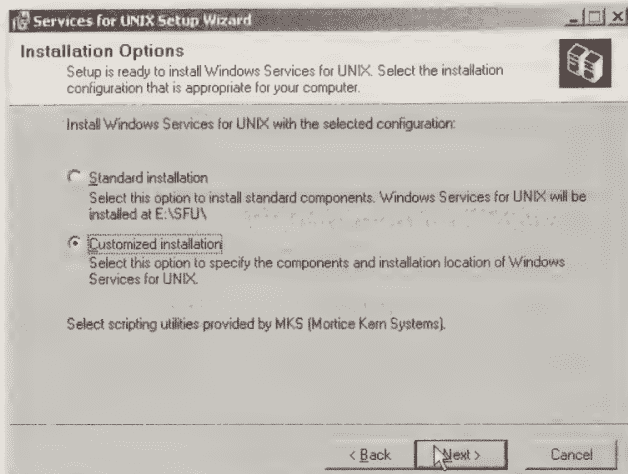 Services for UNIX Setup Wizard
Installation Options
Setup is ready to install Windows Services for UNIX. Select the installation
configuration that is appropriate for your computer.
Install Windows Services for UNIX with the selected configuration:
Standard installation
Select this option to install standard components. Windows Services for UNIX will be
installed at E:\SFU\
Customized installation
Select this option to specify the components and installation location of Windows
Services for UNIX.
Select scripting utilities provided by MKS (Mortice Kern Systems).
< Back Next > Cancel